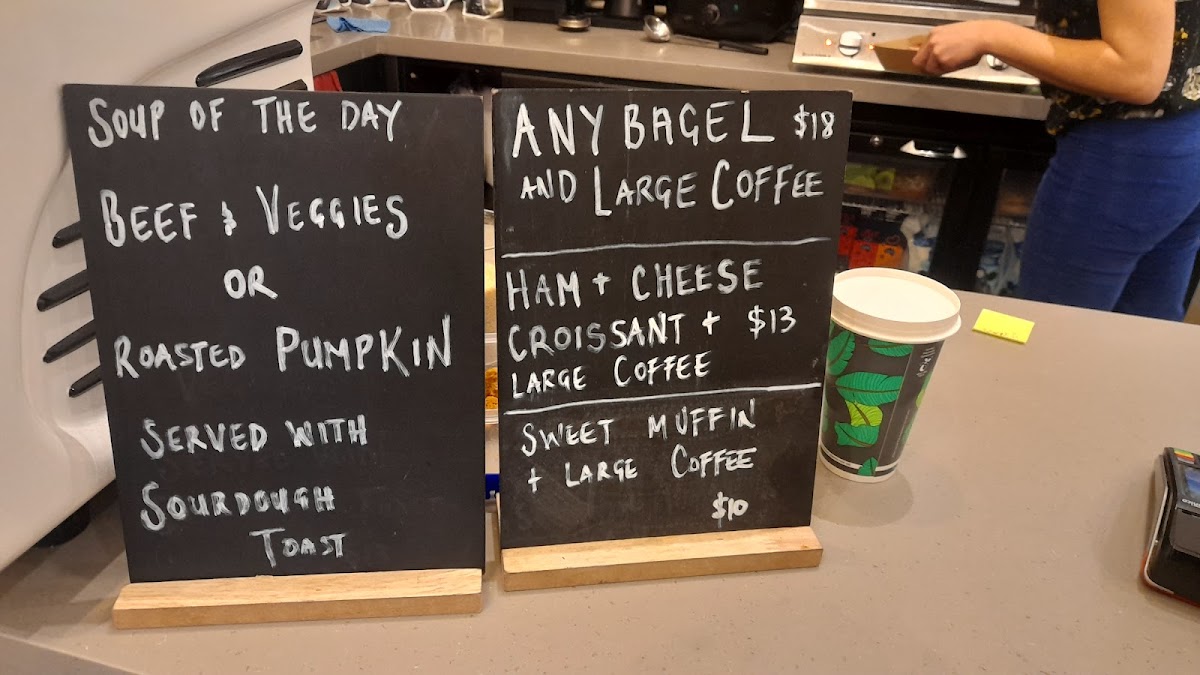 SOUP OF THE DAY
BEEF & VEGGIES
OR
ROASTED PUMPKIN
SERVED WITH
SOURDOUGH
TOAST
ANY BAGEL $18
AND LARGE COFFEE
HAM + CHEESE
CROISSANT + $13
LARGE COFFEE
SWEET MUFFIN
+ LARGE COFFEE
$10